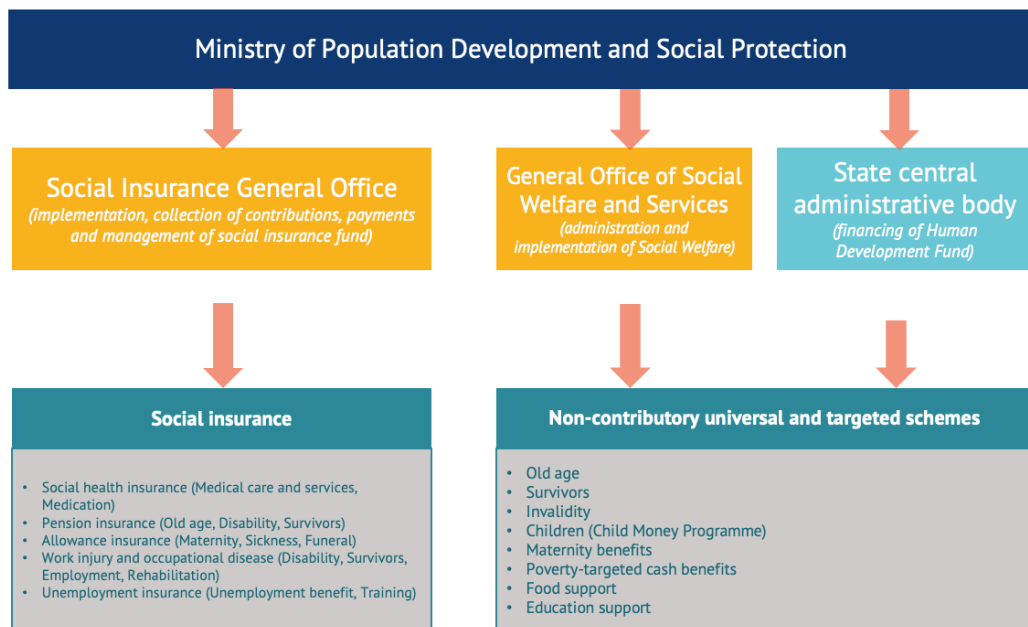 Ministry of Population Development and Social Protection
Social Insurance General Office
(implementation, collection of contributions, payments
and management of social insurance fund)
General Office of Social
Welfare and Services
(administration and
implementation of Social Welfare)
State central
administrative body
(financing of Human
Development Fund)
Social insurance
• Social health insurance (Medical care and services,
Medication)
• Pension insurance (Old age, Disability, Survivors)
• Allowance insurance (Maternity, Sickness, Funeral)
• Work injury and occupational disease (Disability, Survivors,
Employment, Rehabilitation)
• Unemployment insurance (Unemployment benefit, Training)
Non-contributory universal and targeted schemes
• Old age
• Survivors
• Invalidity
• Children (Child Money Programme)
• Maternity benefits
• Poverty-targeted cash benefits
• Food support
• Education support